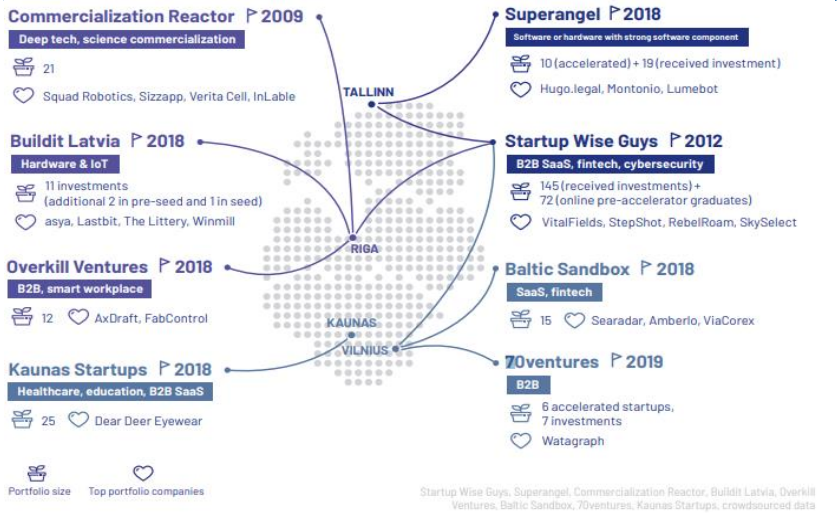 Commercialization Reactor 2009
Deep tech, science commercialization
21
Squad Robotics, Sizzapp, Verita Cell, InLable
Buildit Latvia 2018
Hardware & IoT
11 investments
(additional 2 in pre-seed and 1 in seed)
asya, Lastbit, The Littery, Winmill
Overkill Ventures 2018
B2B, smart workplace
12 AxDraft, FabControl
Kaunas Startups 2018
Healthcare, education, B2B SaaS
25 Dear Deer Eyewear
Portfolio size Top portfolio companies
TALLINN
RIGA
KAUNAS
VILNIUS
Superangel 2018
Software or hardware with strong software component
10 (accelerated) + 19 (received investment)
Hugo.legal, Montonio, Lumebot
Startup Wise Guys 2012
B2B SaaS, fintech, cybersecurity
145 (received investments) +
72 (online pre-accelerator graduates)
VitalFields, StepShot, RebelRoam, SkySelect
Baltic Sandbox 2018
SaaS, fintech
15 Searadar, Amberlo, ViaCorex
70ventures 2019
B2B
6 accelerated startups,
7 investments
Watagraph
Startup Wise Guys, Superangel, Commercialization Reactor, Buildit Latvia, Overkill
Ventures, Baltic Sandbox, 70ventures, Kaunas Startups, crowdsourced data